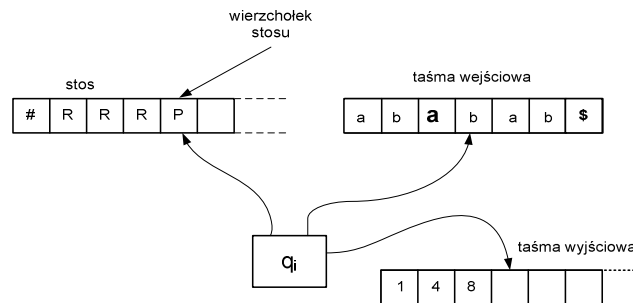 wierzchołek
stosu
stos
taśma wejściowa
# R R R P
a b a b a b $
qi
taśma wyjściowa
1 4 8